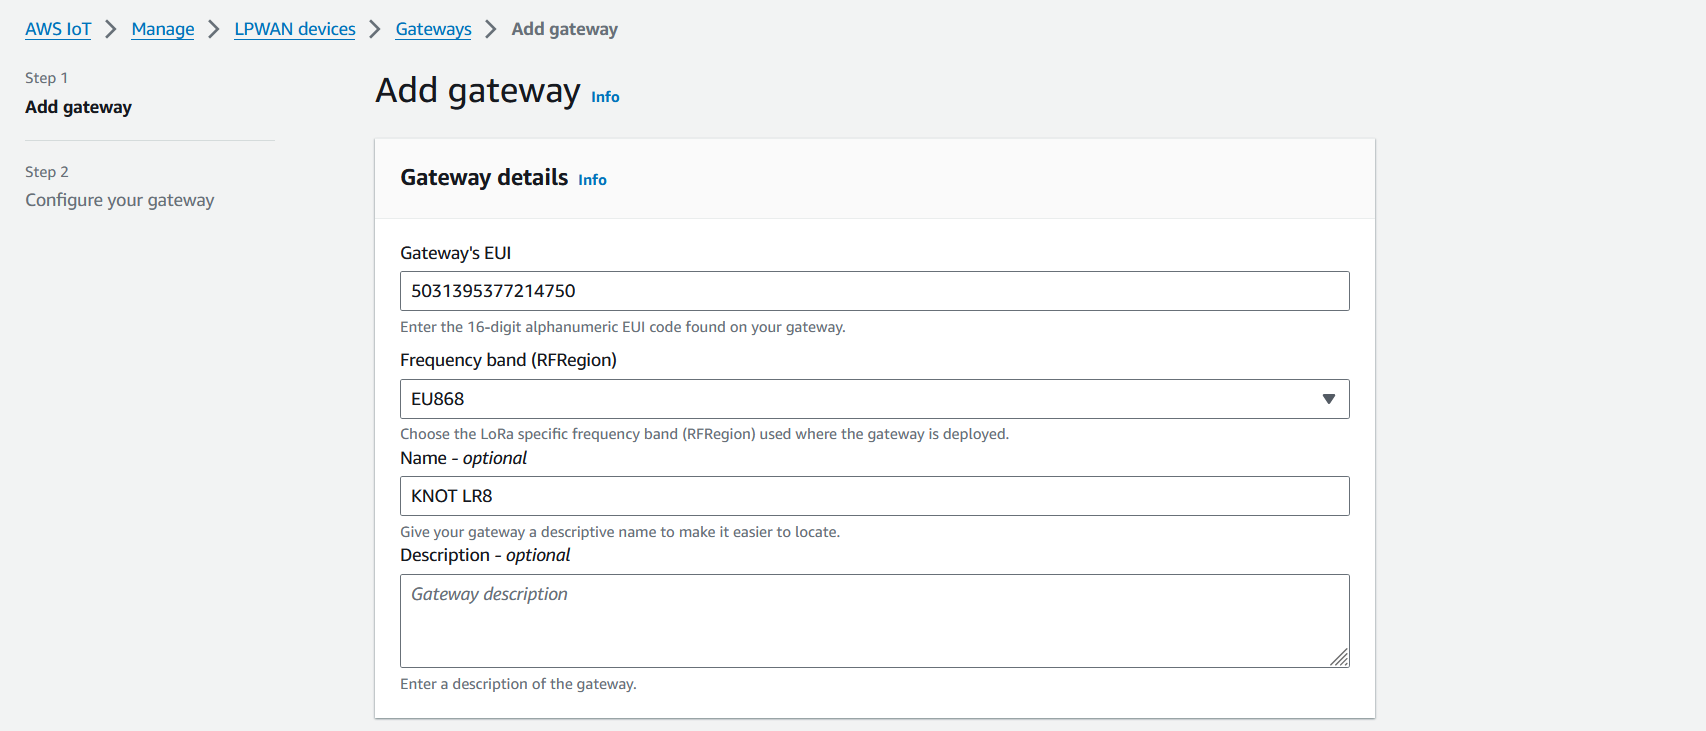 AWS IoT > Manage > LPWAN devices > Gateways > Add gateway
Step 1
Add gateway
Step 2
Configure your gateway
Add gateway Info
Gateway details Info
Gateway's EUI
5031395377214750
Enter the 16-digit alphanumeric EUI code found on your gateway.
Frequency band (RFRegion)
EU868
Choose the LoRa specific frequency band (RFRegion) used where the gateway is deployed.
Name - optional
KNOT LR8
Give your gateway a descriptive name to make it easier to locate.
Description - optional
Gateway description
Enter a description of the gateway.